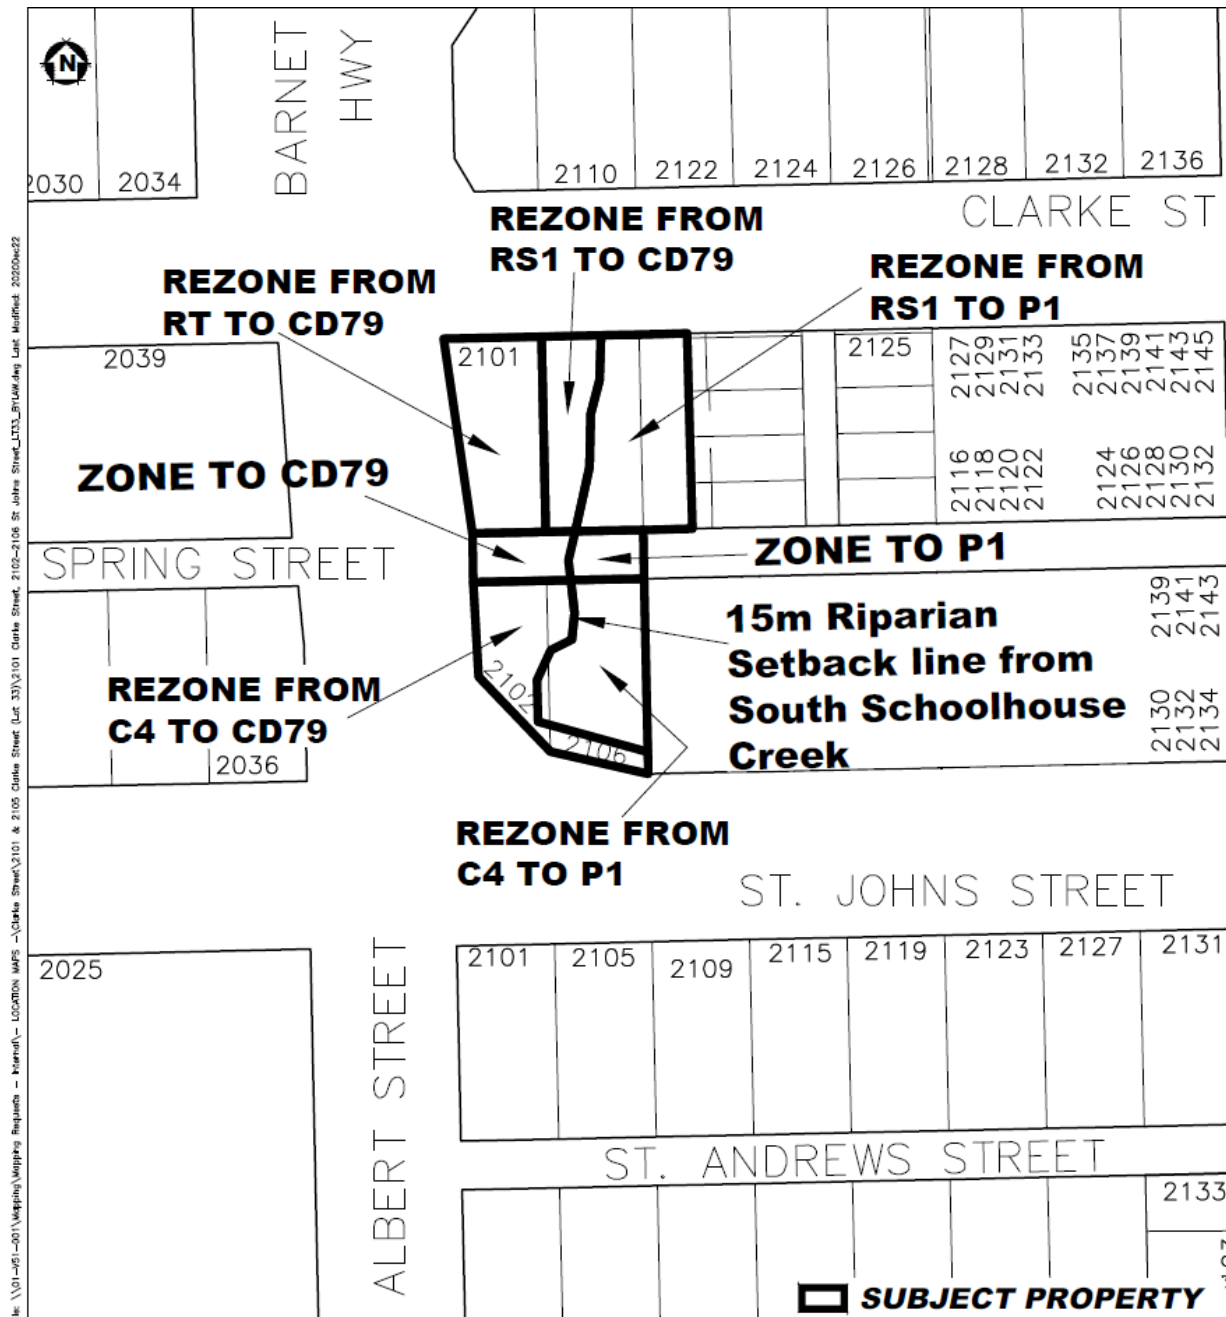 N
BARNET
HWY
2030
2034
2110
2122
2124
2126
2128
2132
2136
CLARKE ST
REZONE FROM
RS1 TO CD79
REZONE FROM
RT TO CD79
REZONE FROM
RS1 TO P1
2039
2101
2125
2127
2129
2131
2133
2135
2137
2139
2141
2143
2145
2116
2118
2120
2122
2124
2126
2128
2130
2132
ZONE TO CD79
SPRING STREET
ZONE TO P1
15m Riparian
Setback line from
South Schoolhouse
Creek
2139
2141
2143
2130
2132
2134
REZONE FROM
C4 TO CD79
2036
2102
2106
REZONE FROM
C4 TO P1
ST. JOHNS STREET
2025
ALBERT STREET
2101
2105
2109
2115
2119
2123
2127
2131
ST. ANDREWS STREET
2133
SUBJECT PROPERTY